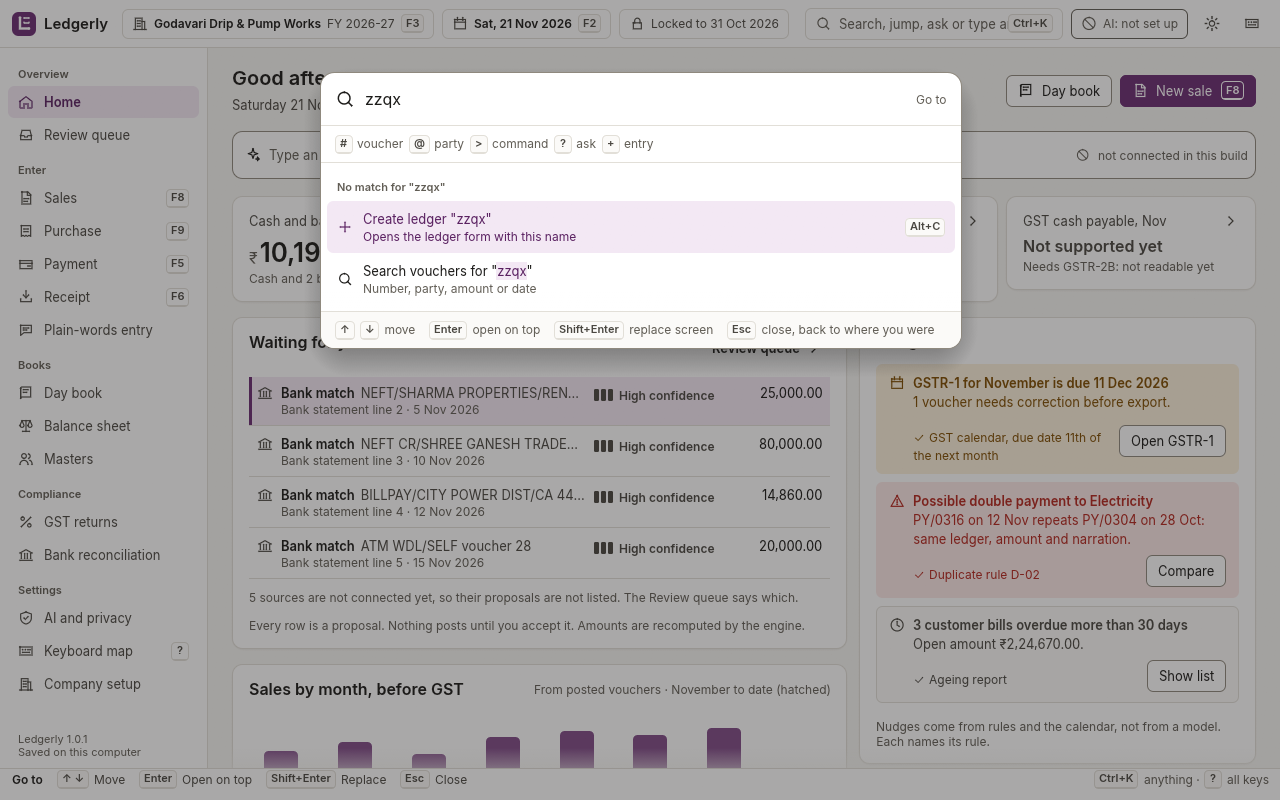 Ledgerly
Godavari Drip & Pump Works FY 2026-27 F3
Sat, 21 Nov 2026 F2
Locked to 31 Oct 2026
Search, jump, ask or type a Ctrl+K
AI: not set up
Overview
Home
Review queue
Enter
Sales F8
Purchase F9
Payment F5
Receipt F6
Plain-words entry
Books
Day book
Balance sheet
Masters
Compliance
GST returns
Bank reconciliation
Settings
AI and privacy
Keyboard map ?
Company setup
Ledgerly 1.0.1
Saved on this computer
Good afte
Saturday 21 No
Day book
New sale F8
Type an
not connected in this build
zzqx
Go to
# voucher @ party > command ? ask + entry
No match for "zzqx"
Create ledger "zzqx"
Opens the ledger form with this name
Alt+C
Search vouchers for "zzqx"
Number, party, amount or date
↑ ↓ move Enter open on top Shift+Enter replace screen Esc close, back to where you were
Cash and b
₹10,19
Cash and 2 b
GST cash payable, Nov
Not supported yet
Needs GSTR-2B: not readable yet
Waiting fo
Review queue
Bank match NEFT/SHARMA PROPERTIES/REN... High confidence 25,000.00
Bank statement line 2 · 5 Nov 2026
Bank match NEFT CR/SHREE GANESH TRADE... High confidence 80,000.00
Bank statement line 3 · 10 Nov 2026
Bank match BILLPAY/CITY POWER DIST/CA 44... High confidence 14,860.00
Bank statement line 4 · 12 Nov 2026
Bank match ATM WDL/SELF voucher 28 High confidence 20,000.00
Bank statement line 5 · 15 Nov 2026
5 sources are not connected yet, so their proposals are not listed. The Review queue says which.
Every row is a proposal. Nothing posts until you accept it. Amounts are recomputed by the engine.
Sales by month, before GST
From posted vouchers · November to date (hatched)
GSTR-1 for November is due 11 Dec 2026
1 voucher needs correction before export.
✓ GST calendar, due date 11th of
the next month
Open GSTR-1
Possible double payment to Electricity
PY/0316 on 12 Nov repeats PY/0304 on 28 Oct:
same ledger, amount and narration.
✓ Duplicate rule D-02
Compare
3 customer bills overdue more than 30 days
Open amount ₹2,24,670.00.
✓ Ageing report
Show list
Nudges come from rules and the calendar, not from a model.
Each names its rule.
Go to ↑↓ Move Enter Open on top Shift+Enter Replace Esc Close
Ctrl+K anything · ? all keys